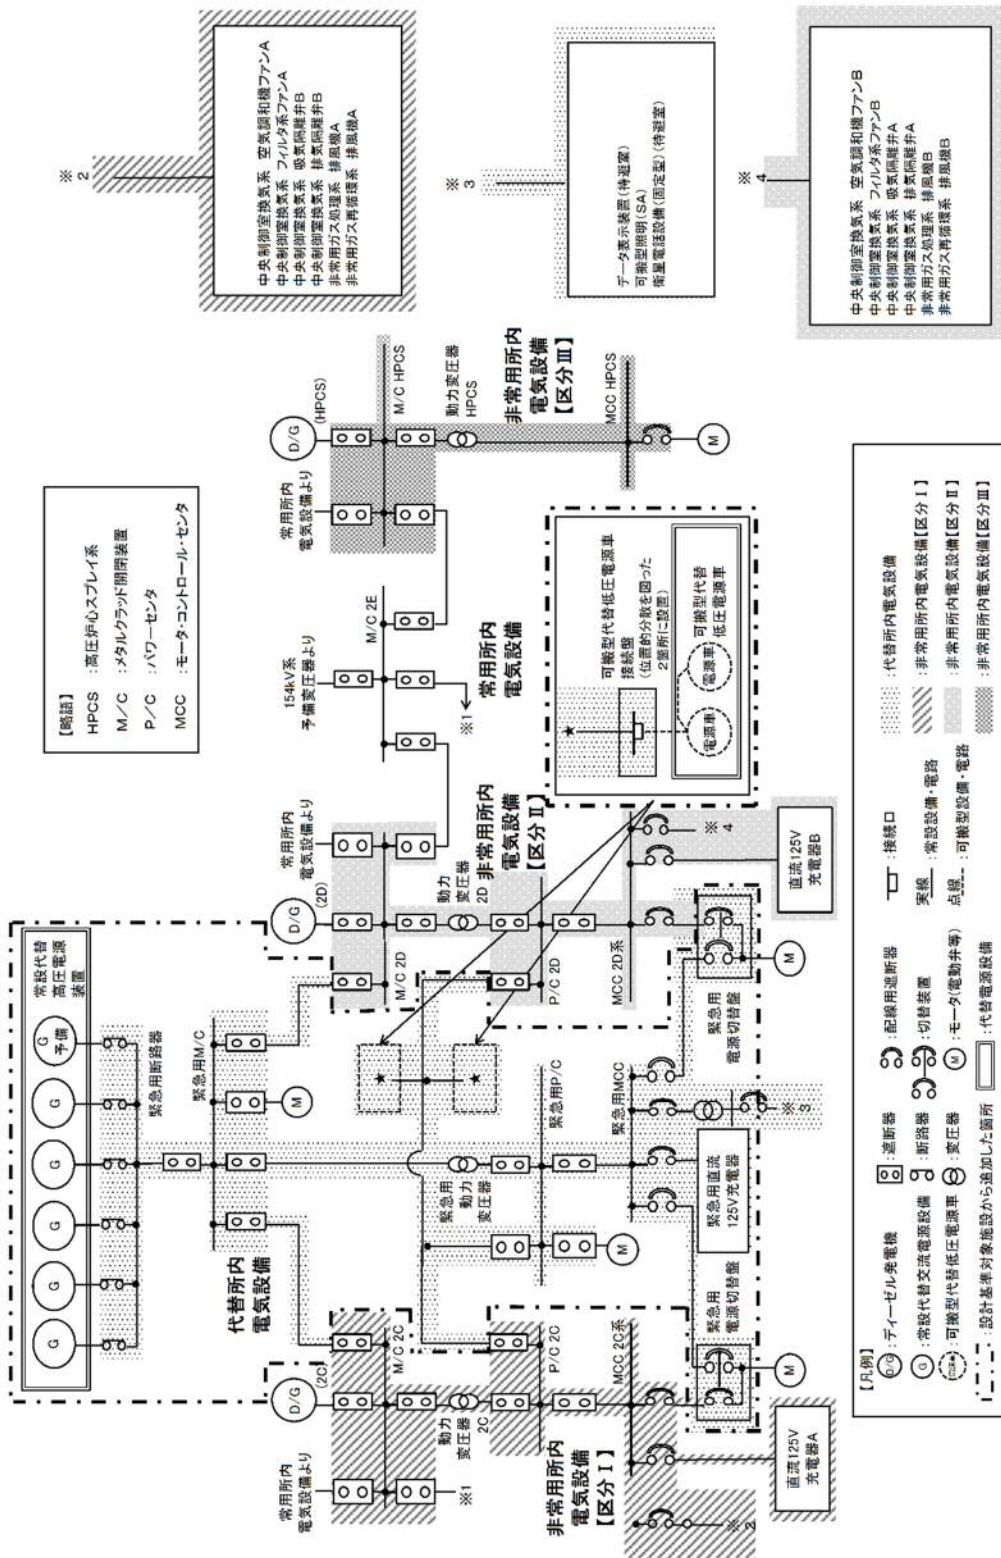 【略語】
HPCS :高圧炉心スプレイ系
M/C :メタルクラッド開閉装置
P/C :パワーセンタ
MCC :モータ・コントロール・センタ
常設代替
高圧電源
装置
G
予備
G
G
G
G
G
緊急用断路器
緊急用M/C
M
代替所内
電気設備
常用所内
電気設備より
D/G
(2C)
M/C 2C
※1
動力
変圧器
2C
P/C 2C
非常用所内
電気設備
【区分Ⅰ】
MCC 2C系
※2
直流125V
充電器A
M
緊急用
電源切替盤
緊急用
動力
変圧器
緊急用P/C
M
緊急用MCC
緊急用直流
125V充電器
※3
緊急用
電源切替盤
M
★
★
D/G
(2D)
常用所内
電気設備より
M/C 2D
動力
変圧器
2D
P/C 2D
非常用所内
電気設備
【区分Ⅱ】
MCC 2D系
※4
直流125V
充電器B
154kV系
予備変圧器より
M/C 2E
※1
常用所内
電気設備
常用所内
電気設備より
D/G
(HPCS)
M/C HPCS
動力変圧器
HPCS
非常用所内
電気設備
【区分Ⅲ】
MCC HPCS
M
★
可搬型代替低圧電源車
接続盤
(位置的分散を図った
2箇所に設置)
電源車
電源車
可搬型代替
低圧電源車
※2
中央制御室換気系 空気調和機ファンA
中央制御室換気系 フィルタ系ファンA
中央制御室換気系 吸気隔離弁B
中央制御室換気系 排気隔離弁B
非常用ガス処理系 排風機A
非常用ガス再循環系 排風機A
※3
データ表示装置(待避室)
可搬型照明(SA)
衛星電話設備(固定型)(待避室)
※4
中央制御室換気系 空気調和機ファンB
中央制御室換気系 フィルタ系ファンB
中央制御室換気系 吸気隔離弁A
中央制御室換気系 排気隔離弁A
非常用ガス処理系 排風機B
非常用ガス再循環系 排風機B
【凡例】
D/G :ディーゼル発電機
G :常設代替交流電源設備
:可搬型代替低圧電源車
:設計基準対象施設から追加した箇所
:遮断器
:断路器
:変圧器
:代替電源設備
:配線用遮断器
:切替装置
M :モータ(電動弁等)
:接続口
実線 :常設設備・電路
点線 :可搬型設備・電路
:代替所内電気設備
:非常用所内電気設備【区分Ⅰ】
:非常用所内電気設備【区分Ⅱ】
:非常用所内電気設備【区分Ⅲ】